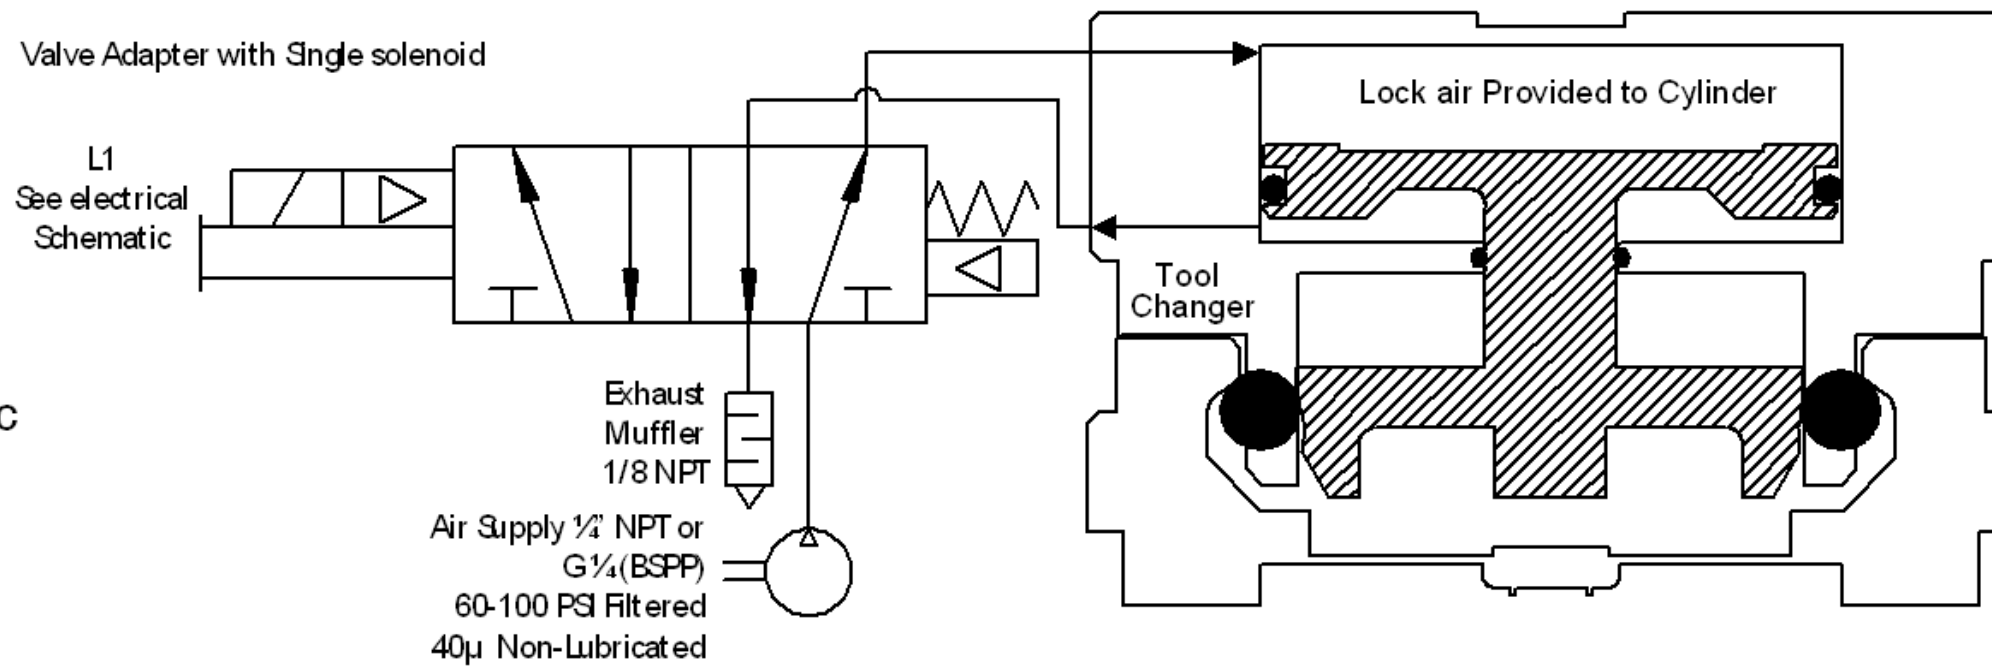 Valve Adapter with Single solenoid
Lock air Provided to Cylinder
L1
See electrical
Schematic
Tool
Changer
c
Exhaust
Muffler
1/8 NPT
Air Supply ¼" NPT or
G¼(BSPP)
60-100 PSI Filtered
40µ Non-Lubricated